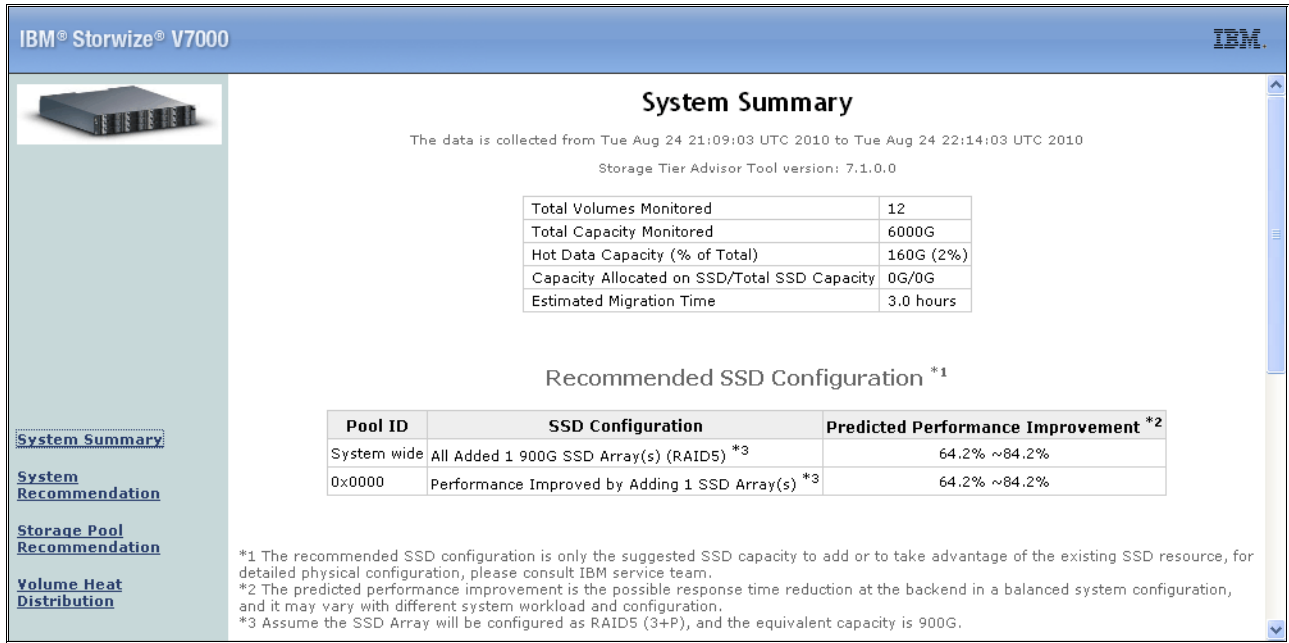 IBM® Storwize® V7000
IBM.
System Summary
The data is collected from Tue Aug 24 21:09:03 UTC 2010 to Tue Aug 24 22:14:03 UTC 2010
Storage Tier Advisor Tool version: 7.1.0.0
Total Volumes Monitored 12
Total Capacity Monitored 6000G
Hot Data Capacity (% of Total) 160G (2%)
Capacity Allocated on SSD/Total SSD Capacity 0G/0G
Estimated Migration Time 3.0 hours
Recommended SSD Configuration *1
Pool ID SSD Configuration Predicted Performance Improvement *2
System wide All Added 1 900G SSD Array(s) (RAID5) *3 64.2% ~84.2%
0x0000 Performance Improved by Adding 1 SSD Array(s) *3 64.2% ~84.2%
System Summary
System
Recommendation
Storage Pool
Recommendation
Volume Heat
Distribution
*1 The recommended SSD configuration is only the suggested SSD capacity to add or to take advantage of the existing SSD resource, for
detailed physical configuration, please consult IBM service team.
*2 The predicted performance improvement is the possible response time reduction at the backend in a balanced system configuration,
and it may vary with different system workload and configuration.
*3 Assume the SSD Array will be configured as RAID5 (3+P), and the equivalent capacity is 900G.